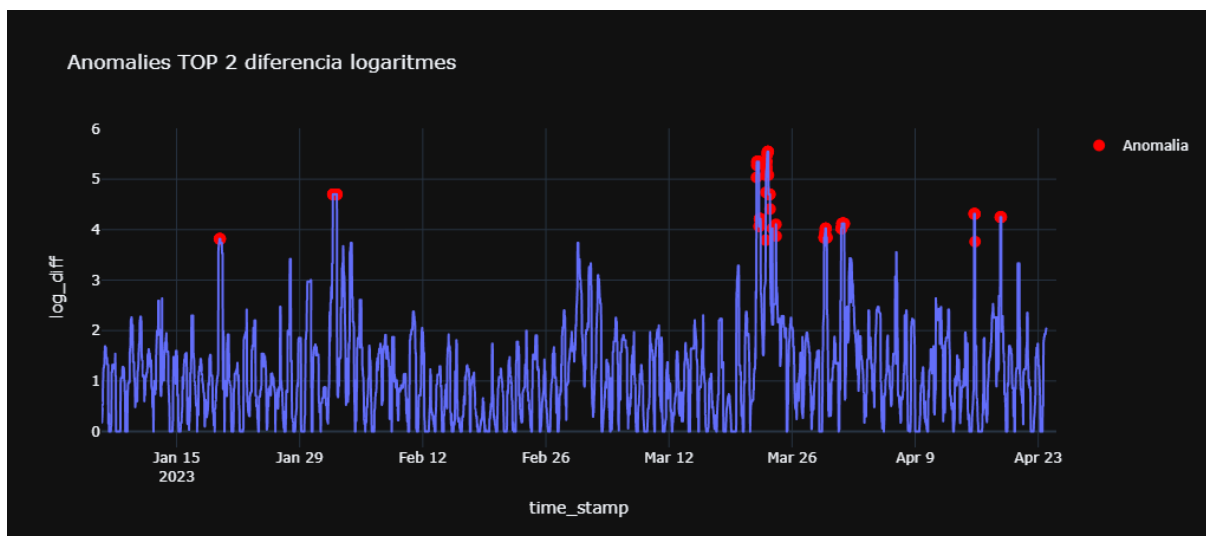 Anomalies TOP 2 diferencia logaritmes
6
5
4
3
2
1
0
log_diff
Jan 15
2023
Jan 29
Feb 12
Feb 26
Mar 12
Mar 26
Apr 9
Apr 23
time_stamp
Anomalia